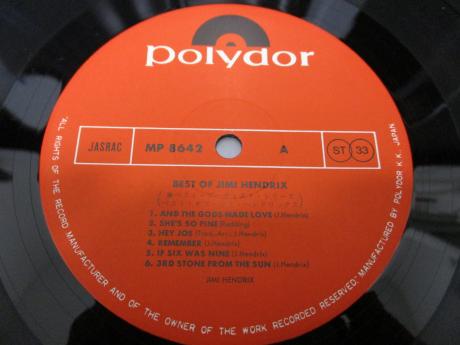 polydor
JASRAC MP 8642 A ST 33
BEST OF JIMI HENDRIX
1. AND THE GODS MADE LOVE (J.Hendrix)
2. SHE'S SO FINE (Redding)
3. HEY JOE (Trad.-Arr.: J.Hendrix)
4. REMEMBER (J.Hendrix)
5. IF SIX WAS NINE (J.Hendrix)
6. 3RD STONE FROM THE SUN (J.Hendrix)
JIMI HENDRIX
"ALL RIGHTS OF THE RECORD MANUFACTURER AND OF THE OWNER OF THE WORK RECORDED RESERVED." MANUFACTURED BY POLYDOR K.K., JAPAN